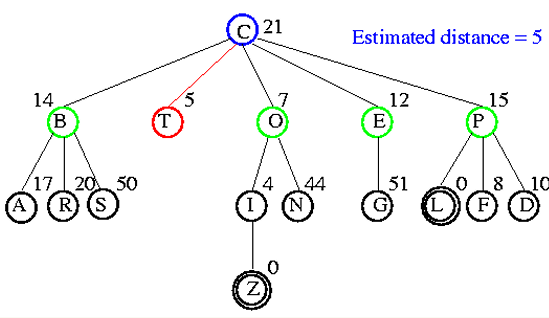 C 21
Estimated distance = 5
14 5 7 12 15
B T O E P
17 20 50 4 44 51 0 8 10
A R S I N G L F D
0
Z